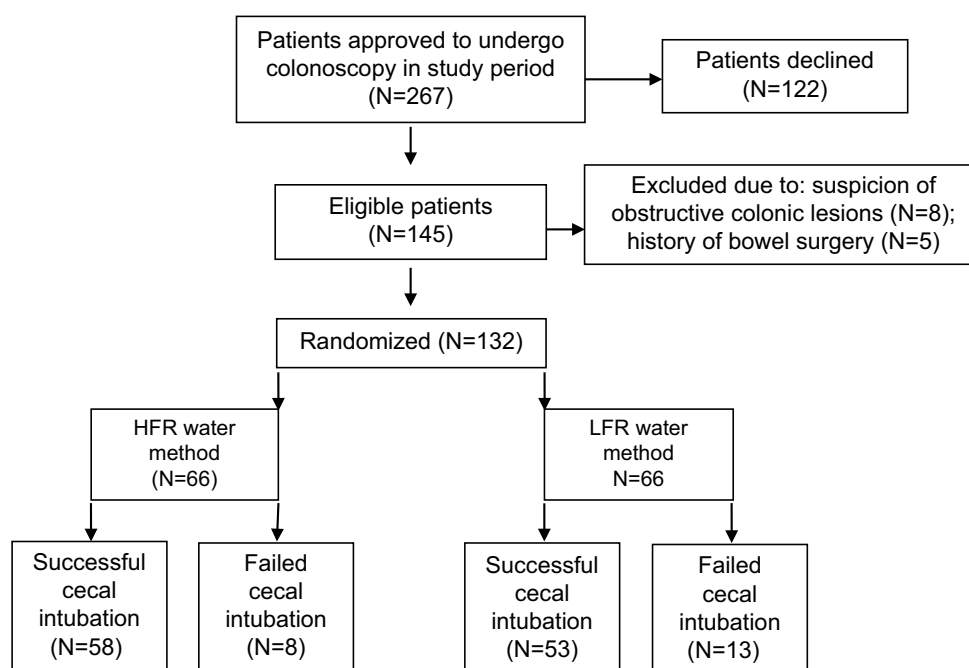 Patients approved to undergo
colonoscopy in study period
(N=267)
Patients declined
(N=122)
Eligible patients
(N=145)
Excluded due to: suspicion of
obstructive colonic lesions (N=8);
history of bowel surgery (N=5)
Randomized (N=132)
HFR water
method
(N=66)
LFR water
method
N=66
Successful
cecal
intubation
(N=58)
Failed
cecal
intubation
(N=8)
Successful
cecal
intubation
(N=53)
Failed
cecal
intubation
(N=13)